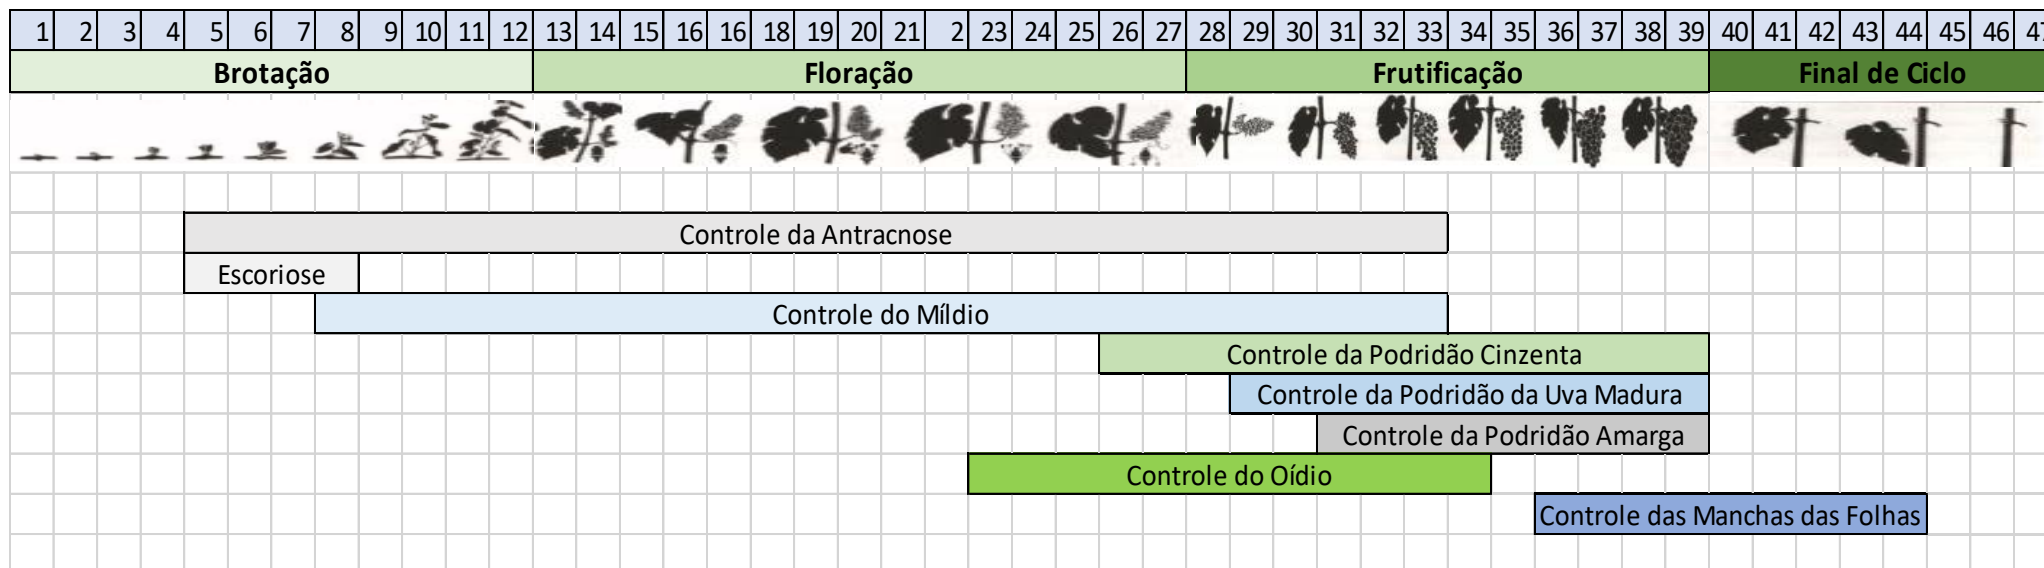 1 2 3 4 5 6 7 8 9 10 11 12 13 14 15 16 16 18 19 20 21 2 23 24 25 26 27 28 29 30 31 32 33 34 35 36 37 38 39 40 41 42 43 44 45 46 47
Brotação Floração Frutificação Final de Ciclo
Controle da Antracnose
Escoriose
Controle do Míldio
Controle da Podridão Cinzenta
Controle da Podridão da Uva Madura
Controle da Podridão Amarga
Controle do Oídio
Controle das Manchas das Folhas